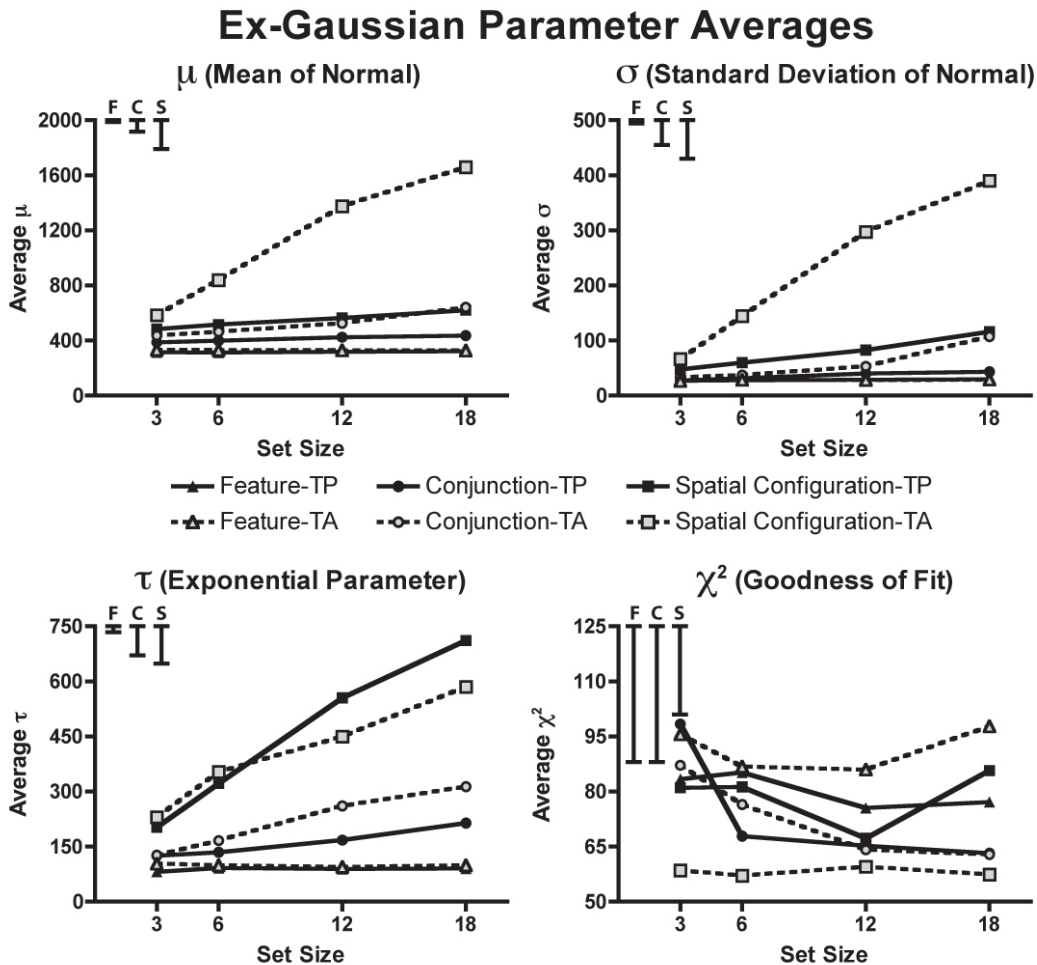 Ex-Gaussian Parameter Averages
μ (Mean of Normal)
F C S
2000
1600
1200
800
400
0
Average μ
3 6 12 18
Set Size
σ (Standard Deviation of Normal)
F C S
500
400
300
200
100
0
Average σ
3 6 12 18
Set Size
Feature-TP Conjunction-TP Spatial Configuration-TP
Feature-TA Conjunction-TA Spatial Configuration-TA
τ (Exponential Parameter)
F C S
750
600
450
300
150
0
Average τ
3 6 12 18
Set Size
χ² (Goodness of Fit)
F C S
125
110
95
80
65
50
Average χ²
3 6 12 18
Set Size